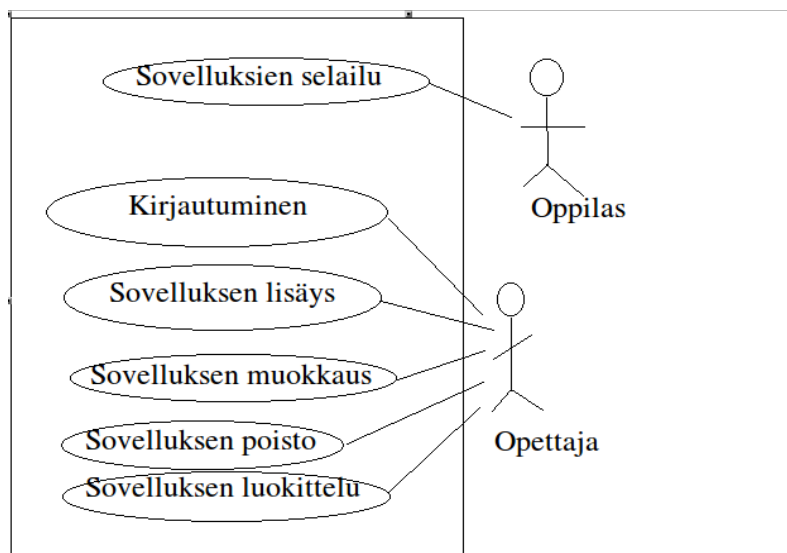 Sovelluksien selailu
Oppilas
Kirjautuminen
Sovelluksen lisäys
Sovelluksen muokkaus
Sovelluksen poisto
Opettaja
Sovelluksen luokittelu